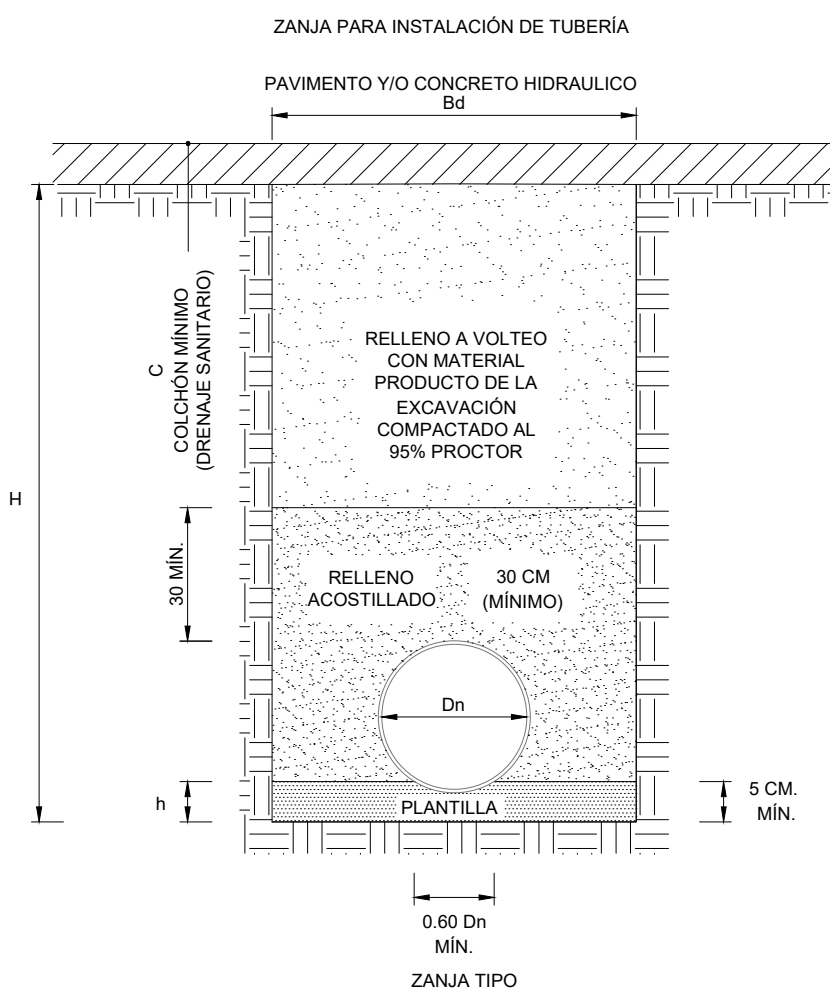 ZANJA PARA INSTALACIÓN DE TUBERÍA
PAVIMENTO Y/O CONCRETO HIDRAULICO
Bd
C
COLCHÓN MÍNIMO
(DRENAJE SANITARIO)
RELLENO A VOLTEO
CON MATERIAL
PRODUCTO DE LA
EXCAVACIÓN
COMPACTADO AL
95% PROCTOR
H
30 MÍN.
RELLENO
ACOSTILLADO
30 CM
(MÍNIMO)
Dn
h
PLANTILLA
5 CM.
MÍN.
0.60 Dn
MÍN.
ZANJA TIPO